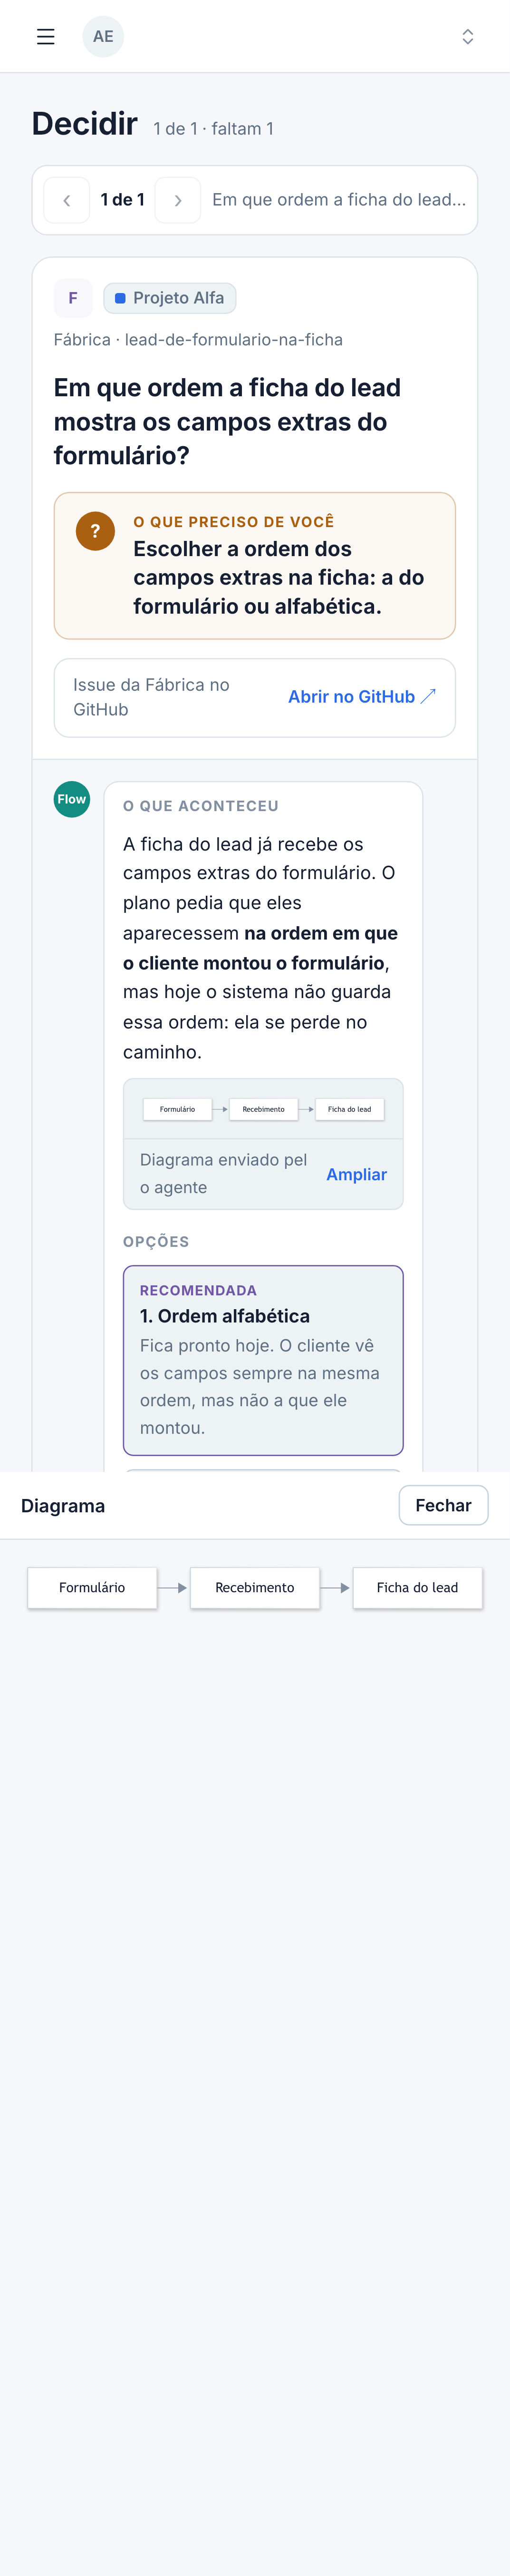 AE
Decidir 1 de 1 · faltam 1
‹ 1 de 1 › Em que ordem a ficha do lead...
F Projeto Alfa
Fábrica · lead-de-formulario-na-ficha
Em que ordem a ficha do lead
mostra os campos extras do
formulário?
?
O QUE PRECISO DE VOCÊ
Escolher a ordem dos
campos extras na ficha: a do
formulário ou alfabética.
Issue da Fábrica no
GitHub
Abrir no GitHub ↗
Flow
O QUE ACONTECEU
A ficha do lead já recebe os
campos extras do formulário. O
plano pedia que eles
aparecessem na ordem em que
o cliente montou o formulário,
mas hoje o sistema não guarda
essa ordem: ela se perde no
caminho.
Formulário Recebimento Ficha do lead
Diagrama enviado pel
o agente
Ampliar
OPÇÕES
RECOMENDADA
1. Ordem alfabética
Fica pronto hoje. O cliente vê
os campos sempre na mesma
ordem, mas não a que ele
montou.
Diagrama Fechar
Formulário Recebimento Ficha do lead